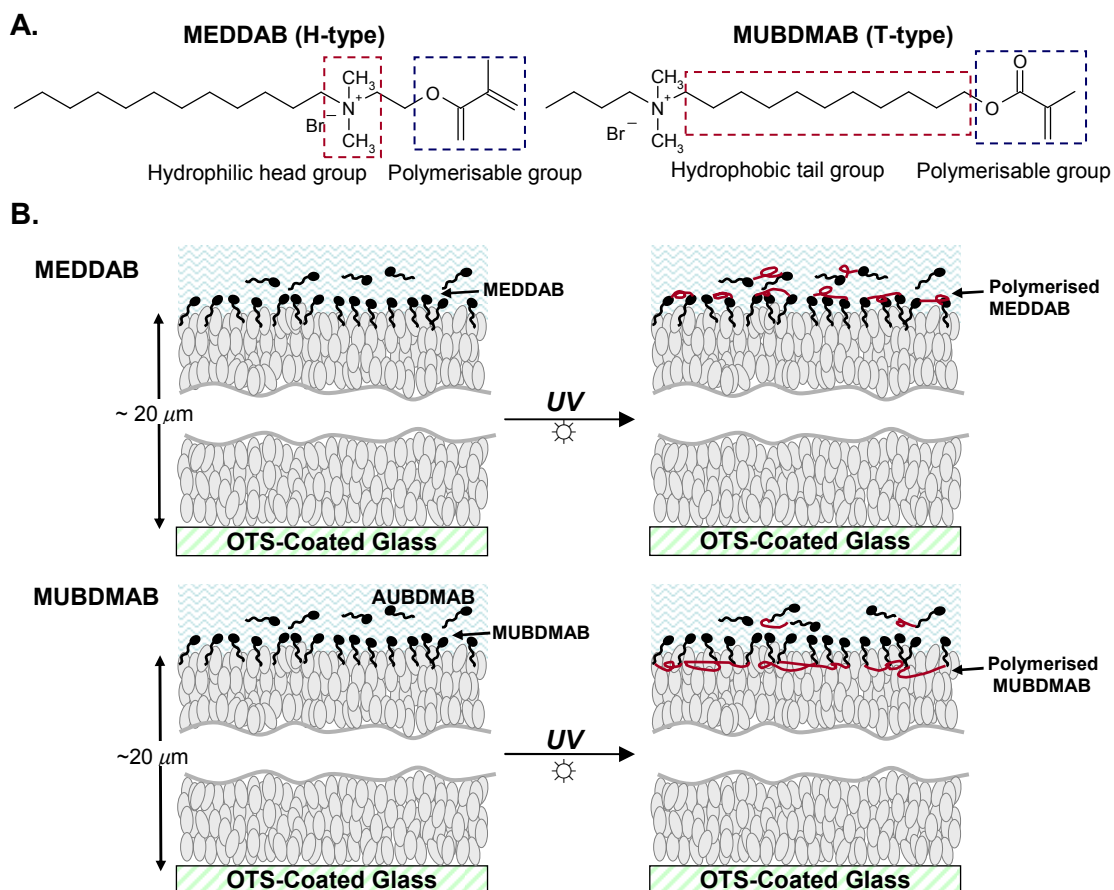 A.
MEDDAB (H-type)
MUBDMAB (T-type)
CH3
N
+
O
Br
–
CH3
Hydrophilic head group
Polymerisable group
CH3
N
+
O
O
Br
–
CH3
Hydrophobic tail group
Polymerisable group
B.
MEDDAB
MEDDAB
Polymerised
MEDDAB
~ 20 μm
UV
OTS-Coated Glass
OTS-Coated Glass
MUBDMAB
AUBDMAB
MUBDMAB
Polymerised
MUBDMAB
~20 μm
UV
OTS-Coated Glass
OTS-Coated Glass